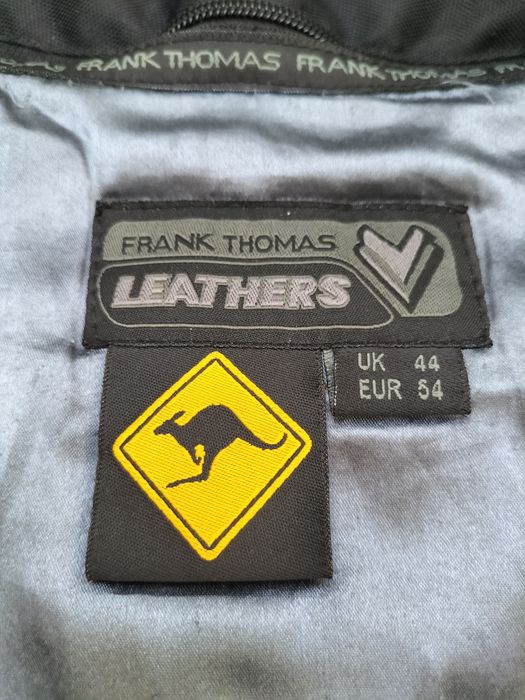 FRANK THOMAS FRANK THOMAS
FRANK THOMAS
LEATHERS
UK 44
EUR 54